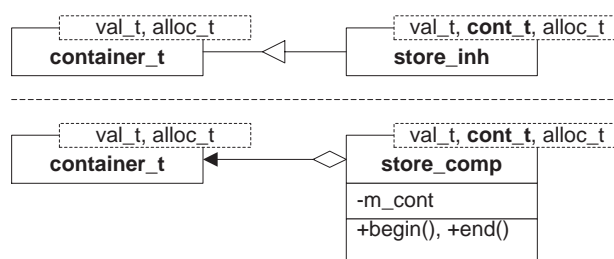 val_t, alloc_t
val_t, cont_t, alloc_t
container_t
store_inh
val_t, alloc_t
val_t, cont_t, alloc_t
container_t
store_comp
-m_cont
+begin(), +end()